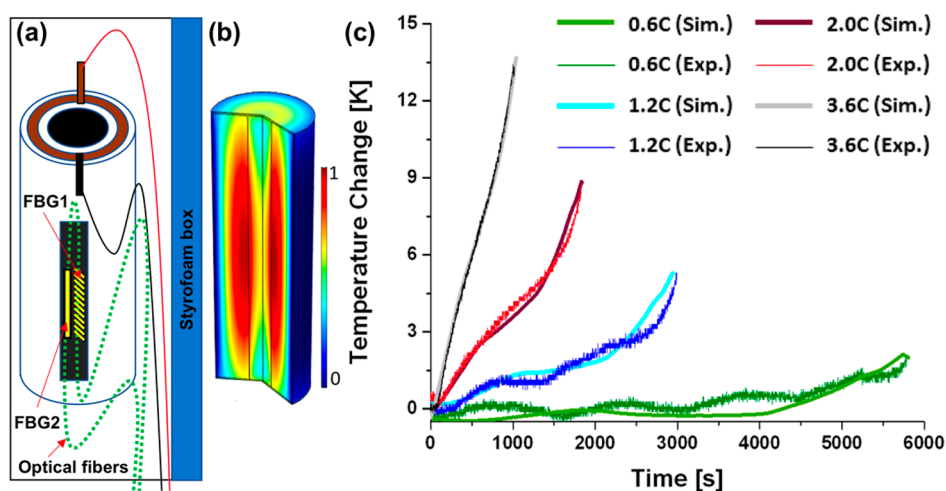 (a)
FBG1
FBG2
Optical fibers
Styrofoam box
(b)
1
0
(c)
0.6C (Sim.)
2.0C (Sim.)
0.6C (Exp.)
2.0C (Exp.)
1.2C (Sim.)
3.6C (Sim.)
1.2C (Exp.)
3.6C (Exp.)
Temperature Change [K]
15
12
9
6
3
0
0
1000
2000
3000
4000
5000
6000
Time [s]